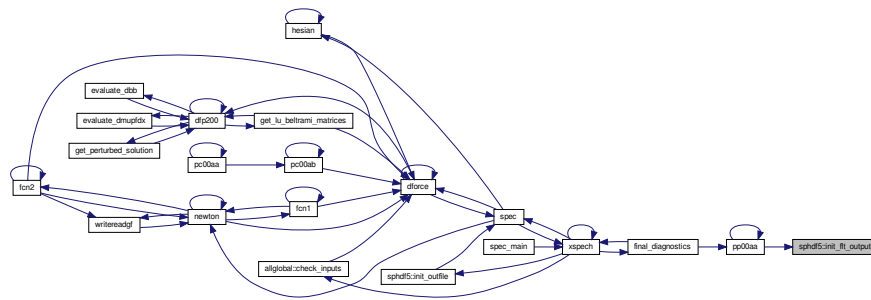 hesian
evaluate_dbb
evaluate_dmupfdx
dfp200
get_lu_beltrami_matrices
get_perturbed_solution
pc00aa
pc00ab
fcn2
dforce
writereadgf
newton
fcn1
spec
spec_main
xspech
final_diagnostics
pp00aa
sphdf5::init_flt_output
allglobal::check_inputs
sphdf5::init_outfile